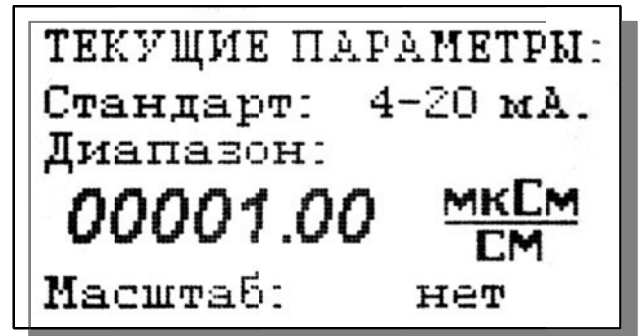 ТЕКУЩИЕ ПАРАМЕТРЫ:
Стандарт: 4-20 мА.
Диапазон:
00001.00 мкСм/см
Масштаб: нет